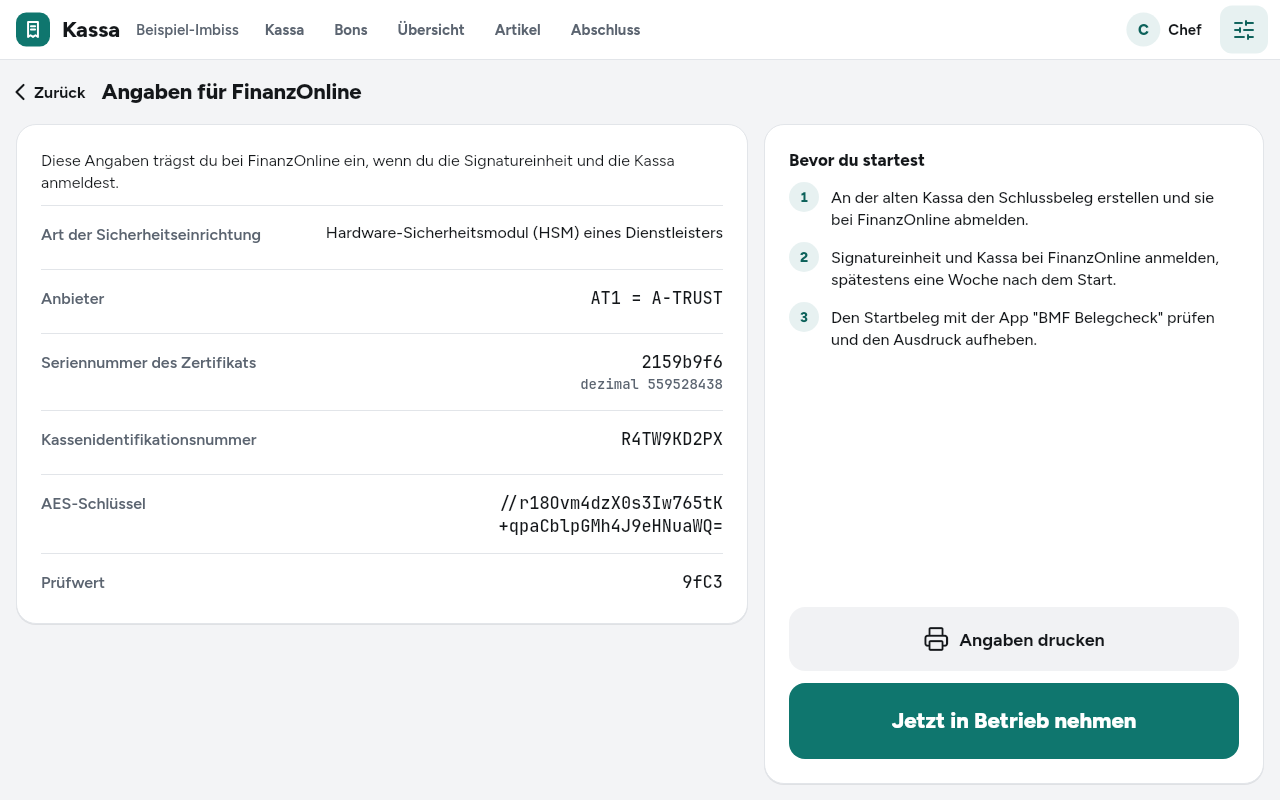 Kassa Beispiel-Imbiss Kassa Bons Übersicht Artikel Abschluss C Chef
Zurück Angaben für FinanzOnline
Diese Angaben trägst du bei FinanzOnline ein, wenn du die Signatureinheit und die Kassa
anmeldest.
Art der Sicherheitseinrichtung Hardware-Sicherheitsmodul (HSM) eines Dienstleisters
Anbieter AT1 = A-TRUST
Seriennummer des Zertifikats 2159b9f6
dezimal 559528438
Kassenidentifikationsnummer R4TW9KD2PX
AES-Schlüssel //r18Ovm4dzX0s3Iw765tK
+qpaCblpGMh4J9eHNuaWQ=
Prüfwert 9fC3
Bevor du startest
1 An der alten Kassa den Schlussbeleg erstellen und sie
bei FinanzOnline abmelden.
2 Signatureinheit und Kassa bei FinanzOnline anmelden,
spätestens eine Woche nach dem Start.
3 Den Startbeleg mit der App "BMF Belegcheck" prüfen
und den Ausdruck aufheben.
Angaben drucken
Jetzt in Betrieb nehmen